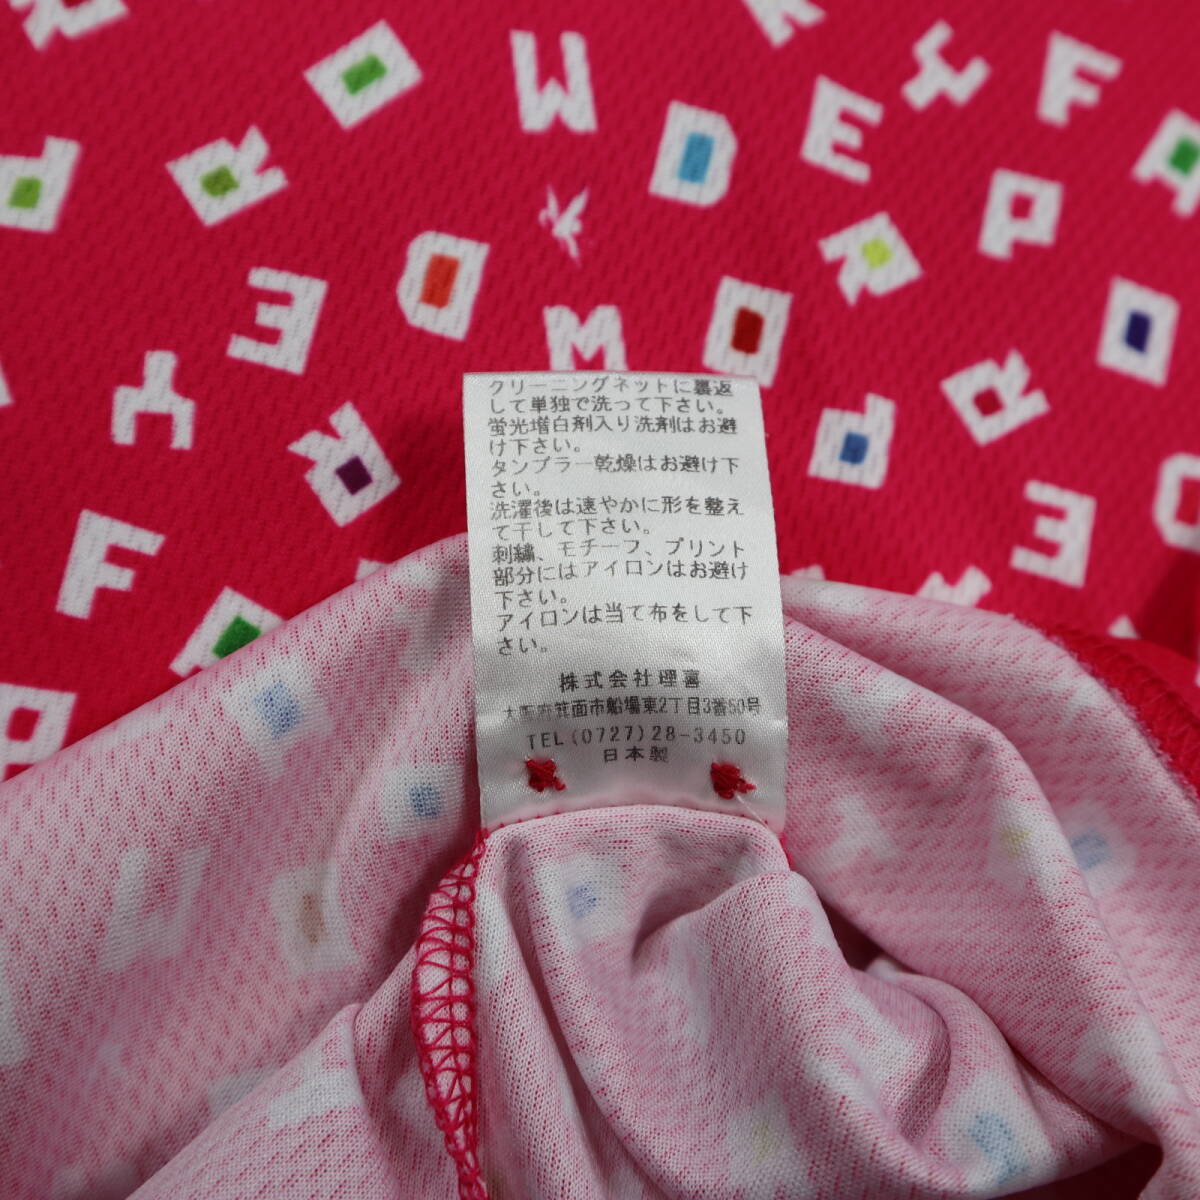 クリーニングネットに裏返
して単独で洗って下さい。
蛍光増白剤入り洗剤はお避
け下さい。
タンブラー乾燥はお避け下
さい。
洗濯後は速やかに形を整え
て干して下さい。
刺繍、モチーフ、プリント
部分にはアイロンはお避け
下さい。
アイロンは当て布をして下
さい。
株式会社理喜
大阪府箕面市船場東2丁目3番50号
TEL(0727)28-3450
日本製